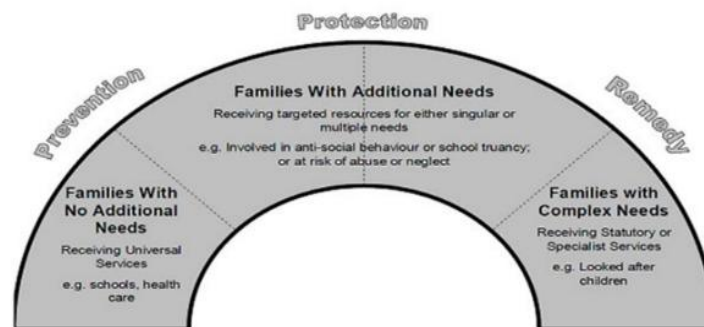 Protection
Prevention
Remedy
Families With Additional Needs
Receiving targeted resources for either singular or
multiple needs
e.g. Involved in anti-social behaviour or school truancy;
or at risk of abuse or neglect
Families With
No Additional
Needs
Receiving Universal
Services
e.g. schools, health
care
Families with
Complex Needs
Receiving Statutory or
Specialist Services
e.g. Looked after
children